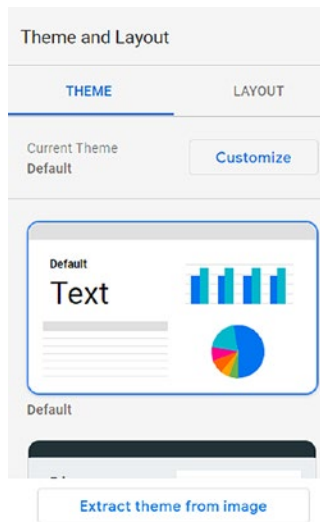 Theme and Layout
THEME
LAYOUT
Current Theme
Default
Customize
Default
Text
Default
Extract theme from image